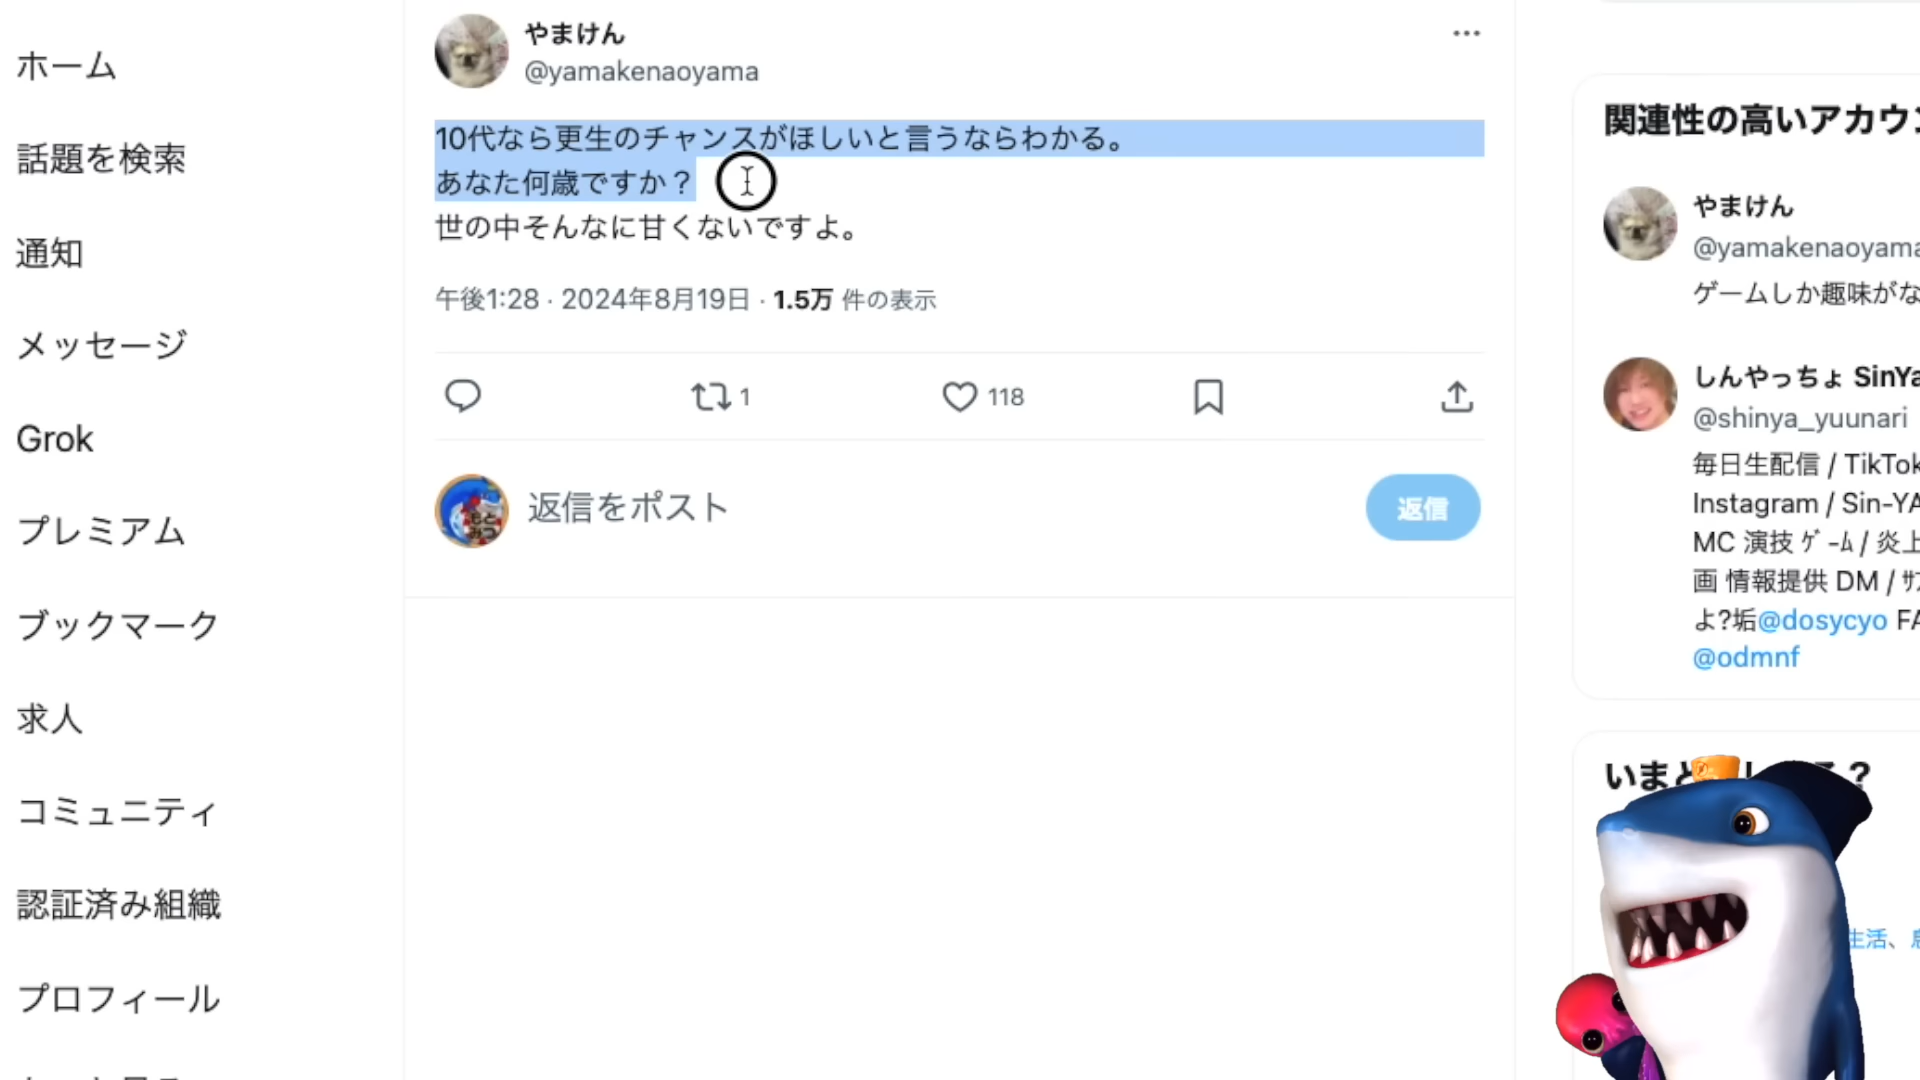 ホーム
話題を検索
通知
メッセージ
Grok
プレミアム
ブックマーク
求人
コミュニティ
認証済み組織
プロフィール
やまけん
@yamakenaoyama
10代なら更生のチャンスがほしいと言うならわかる。
あなた何歳ですか？
世の中そんなに甘くないですよ。
午後1:28 · 2024年8月19日 · 1.5万 件の表示
1
118
返信をポスト
返信
関連性の高いアカウ
やまけん
@yamakenaoyama
ゲームしか趣味がな
しんやっちょ SinYa
@shinya_yuunari
毎日生配信 / TikTok
Instagram / Sin-YA
MC 演技 ｹﾞｰﾑ / 炎上
画 情報提供 DM / ｻ
よ?垢@dosycyo FA
@odmnf
いま
？
生活、